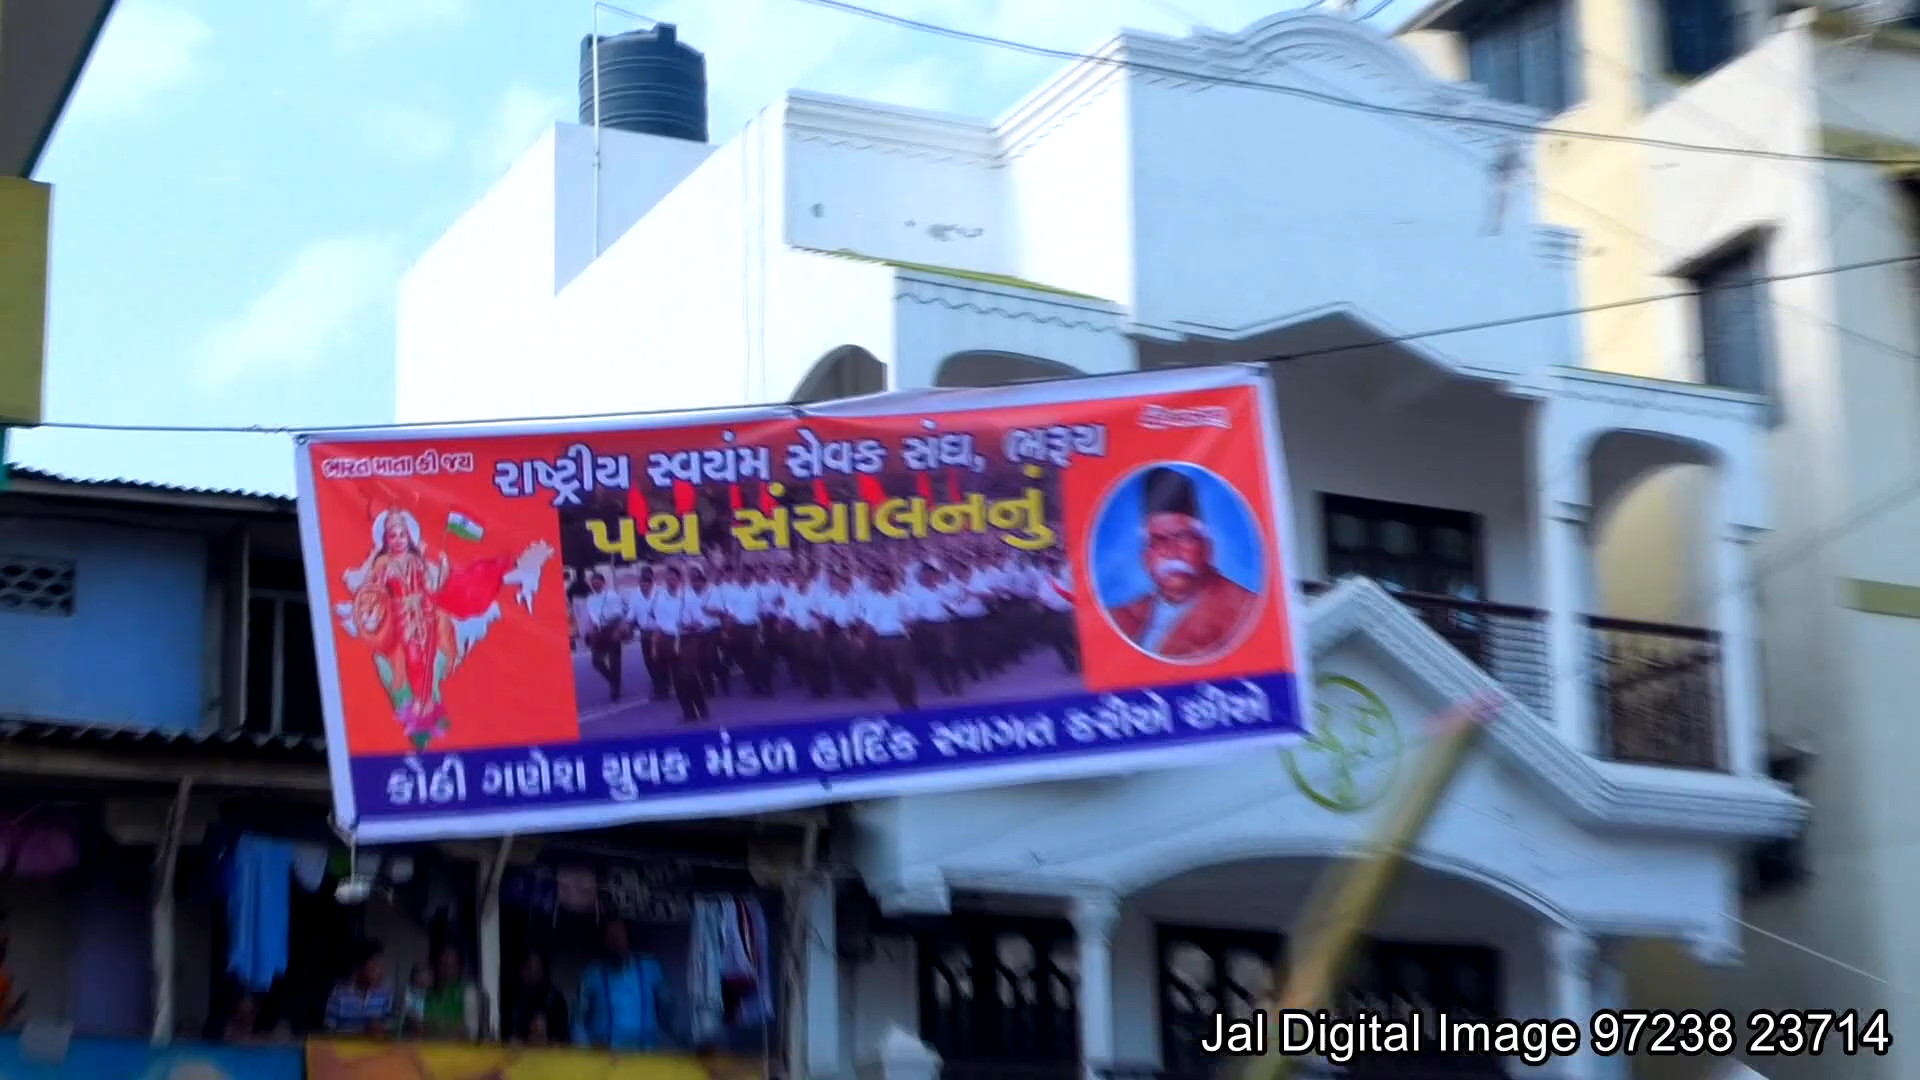 ભારત માતા કી જય
રાષ્ટ્રીય સ્વયંમ સેવક સંઘ, ભરૂચ
પથ સંચાલનનું
કોઠી ગણેશ યુવક મંડળ હાર્દિક સ્વાગત કરીએ છીએ
Jal Digital Image 97238 23714